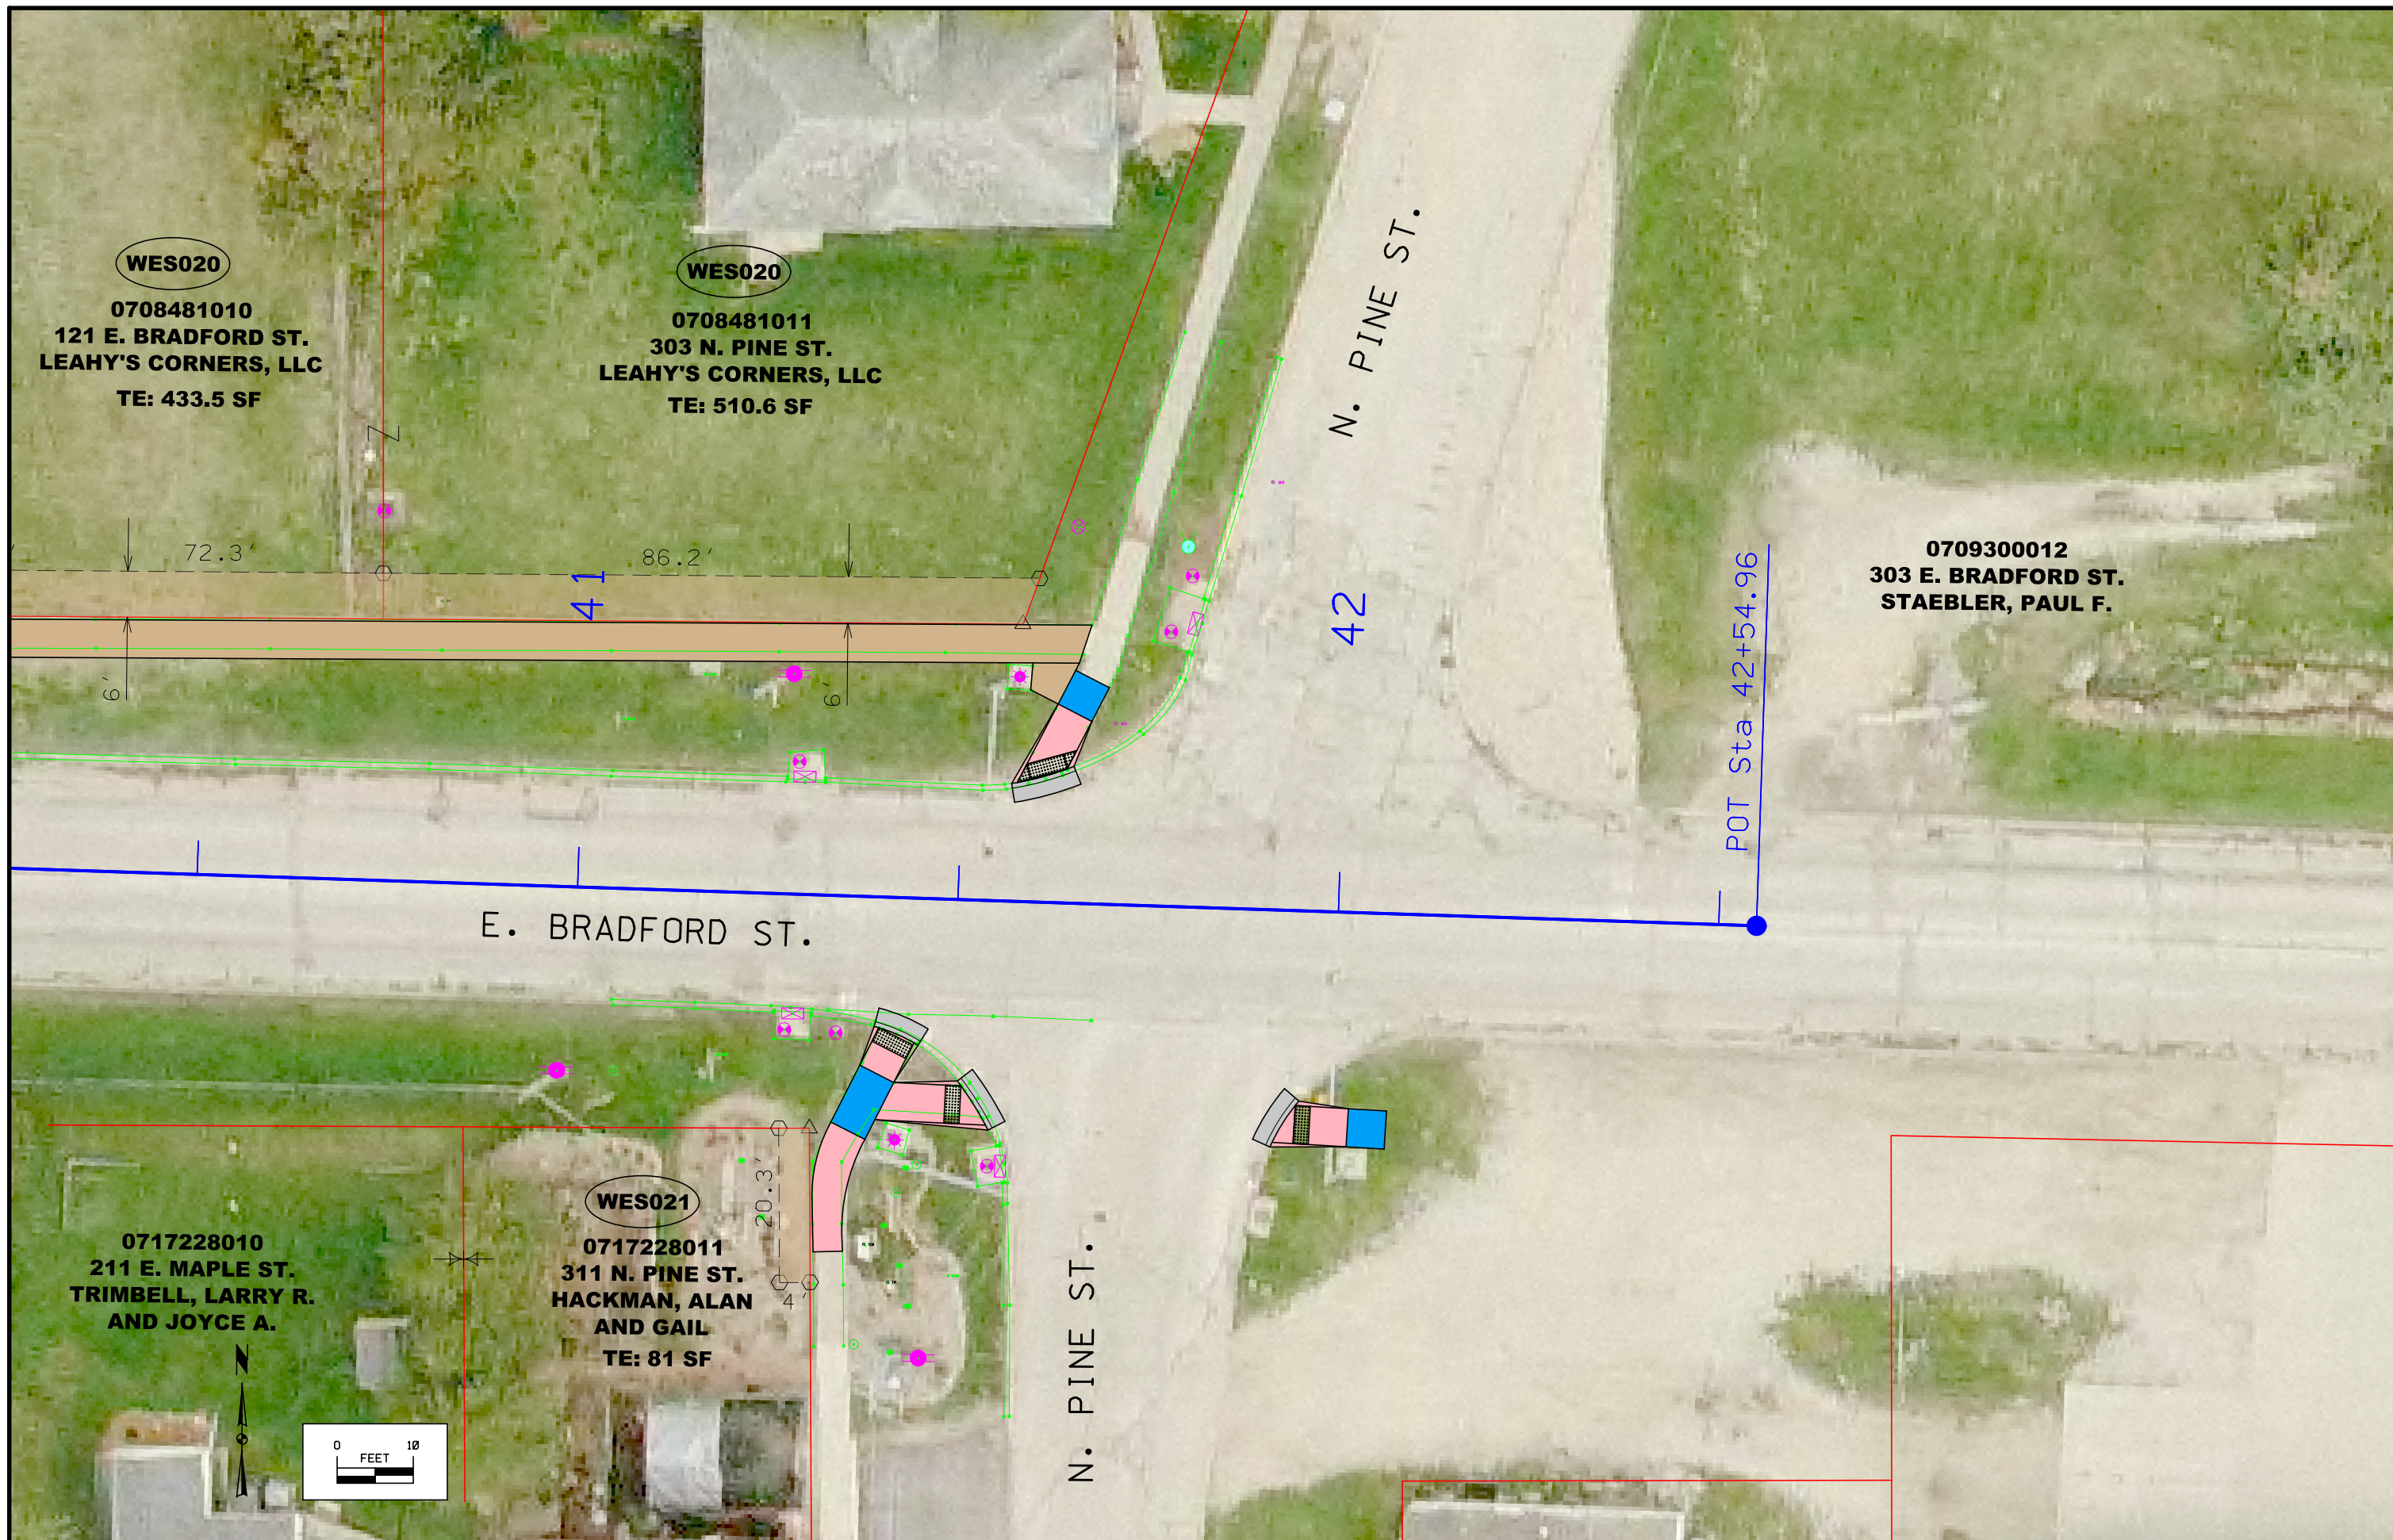 WES020
0708481010
121 E. BRADFORD ST.
LEAHY'S CORNERS, LLC
TE: 433.5 SF
WES020
0708481011
303 N. PINE ST.
LEAHY'S CORNERS, LLC
TE: 510.6 SF
N. PINE ST.
72.3'
86.2'
41
42
6'
6'
POT Sta 42+54.96
0709300012
303 E. BRADFORD ST.
STAEBLER, PAUL F.
E. BRADFORD ST.
0717228010
211 E. MAPLE ST.
TRIMBELL, LARRY R.
AND JOYCE A.
WES021
0717228011
311 N. PINE ST.
HACKMAN, ALAN
AND GAIL
TE: 81 SF
20.3'
4'
N. PINE ST.
N
0 10
FEET